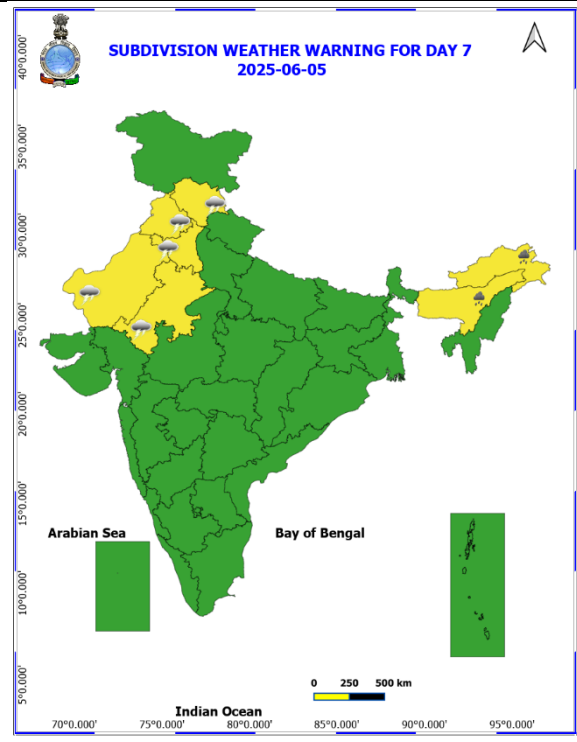 SUBDIVISION WEATHER WARNING FOR DAY 7
2025-06-05
40°0.000'
35°0.000'
30°0.000'
25°0.000'
20°0.000'
15°0.000'
10°0.000'
5°0.000'
Arabian Sea
Bay of Bengal
0 250 500 km
Indian Ocean
70°0.000' 75°0.000' 80°0.000' 85°0.000' 90°0.000' 95°0.000'